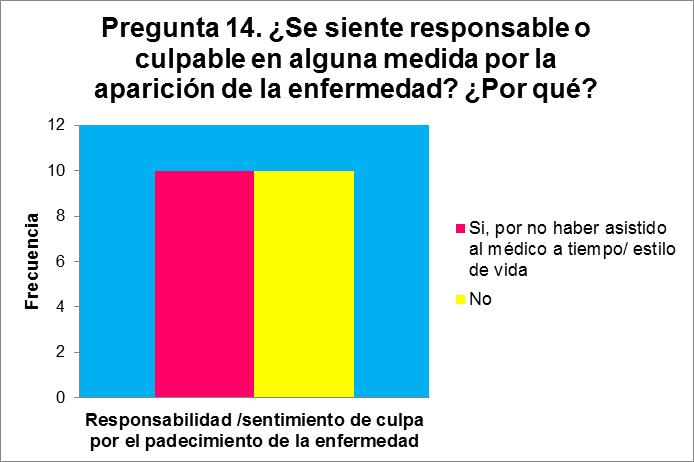 Pregunta 14. ¿Se siente responsable o
culpable en alguna medida por la
aparición de la enfermedad? ¿Por qué?
12
10
8
6
4
2
0
Frecuencia
Responsabilidad /sentimiento de culpa
por el padecimiento de la enfermedad
Si, por no haber asistido
al médico a tiempo/ estilo
de vida
No